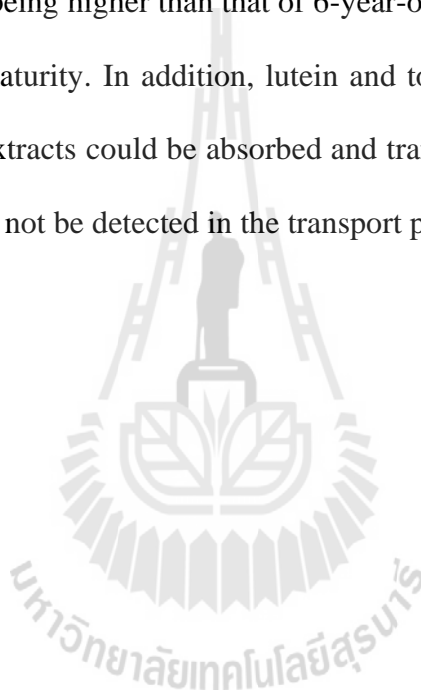 being higher than that of 6-year-o
aturity. In addition, lutein and to
xtracts could be absorbed and tra
not be detected in the transport p
มหาวิทยาลัยเทคโนโลยีสุรนารี